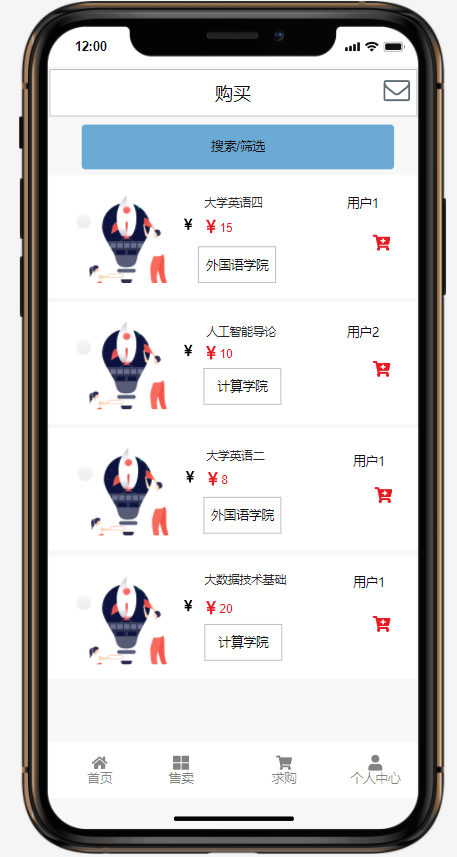 12:00
购买
搜索/筛选
大学英语四
用户1
¥ ¥ 15
外国语学院
人工智能导论
用户2
¥ ¥ 10
计算学院
大学英语二
用户1
¥ ¥ 8
外国语学院
大数据技术基础
用户1
¥ ¥ 20
计算学院
首页 售卖 求购 个人中心